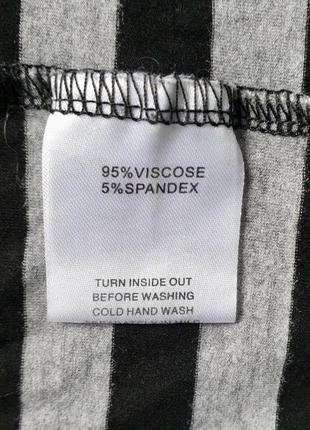 95%VISCOSE
5%SPANDEX
TURN INSIDE OUT
BEFORE WASHING
COLD HAND WASH